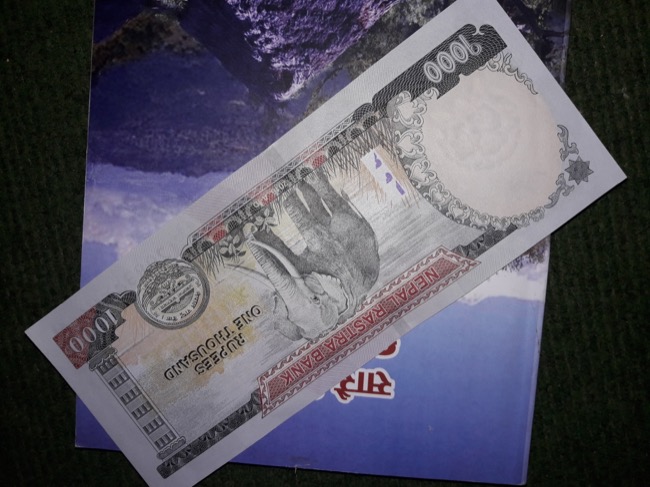 1000
RUPEES
ONE THOUSAND
NEPAL RASTRA BANK
1000
साउ